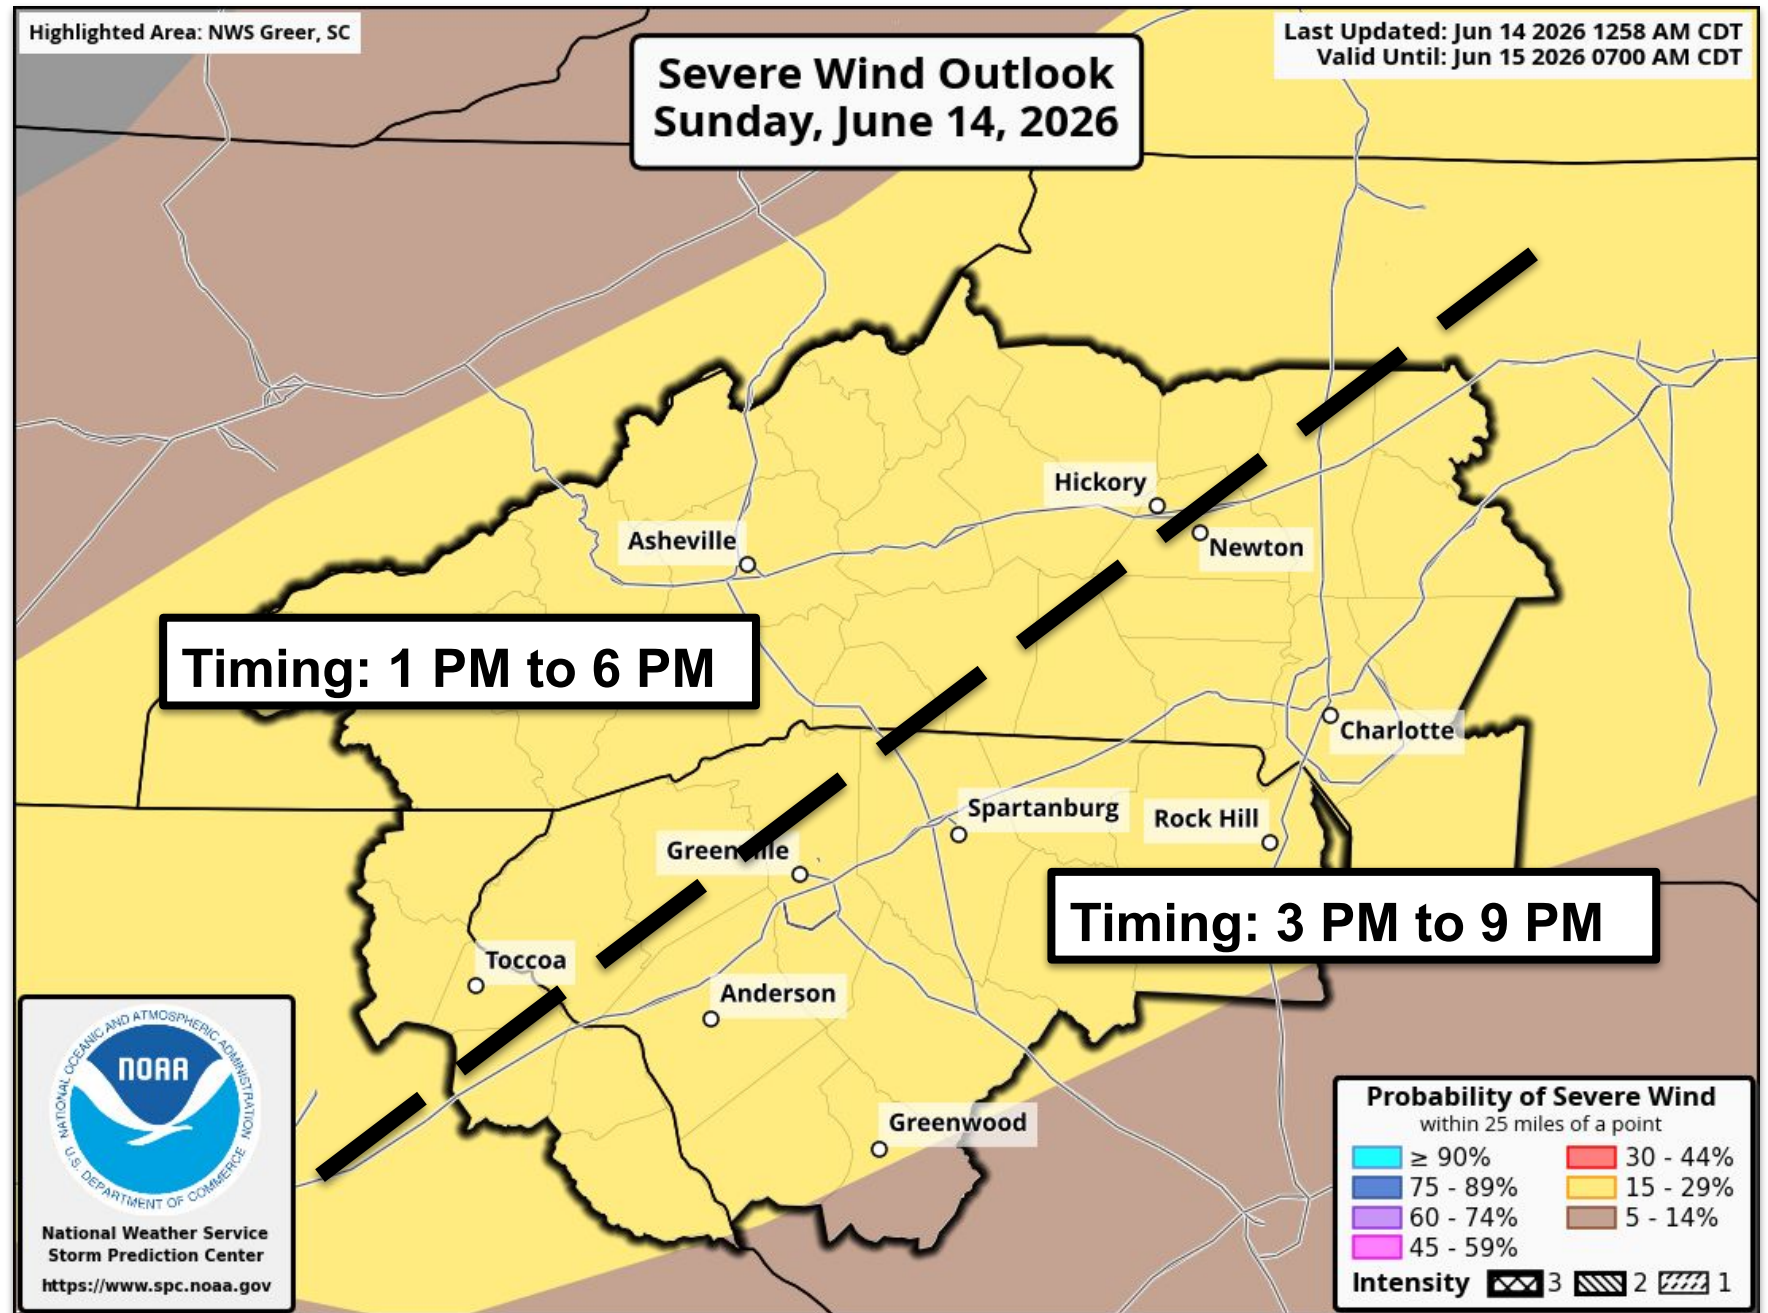 Highlighted Area: NWS Greer, SC
Last Updated: Jun 14 2026 1258 AM CDT
Valid Until: Jun 15 2026 0700 AM CDT
Severe Wind Outlook
Sunday, June 14, 2026
Hickory
Asheville
Newton
Timing: 1 PM to 6 PM
Charlotte
Spartanburg
Rock Hill
Greenville
Timing: 3 PM to 9 PM
Toccoa
Anderson
Greenwood
NATIONAL OCEANIC AND ATMOSPHERIC ADMINISTRATION
NOAA
U.S. DEPARTMENT OF COMMERCE
National Weather Service
Storm Prediction Center
https://www.spc.noaa.gov
Probability of Severe Wind
within 25 miles of a point
≥ 90% 30 - 44%
75 - 89% 15 - 29%
60 - 74% 5 - 14%
45 - 59%
Intensity 3 2 1